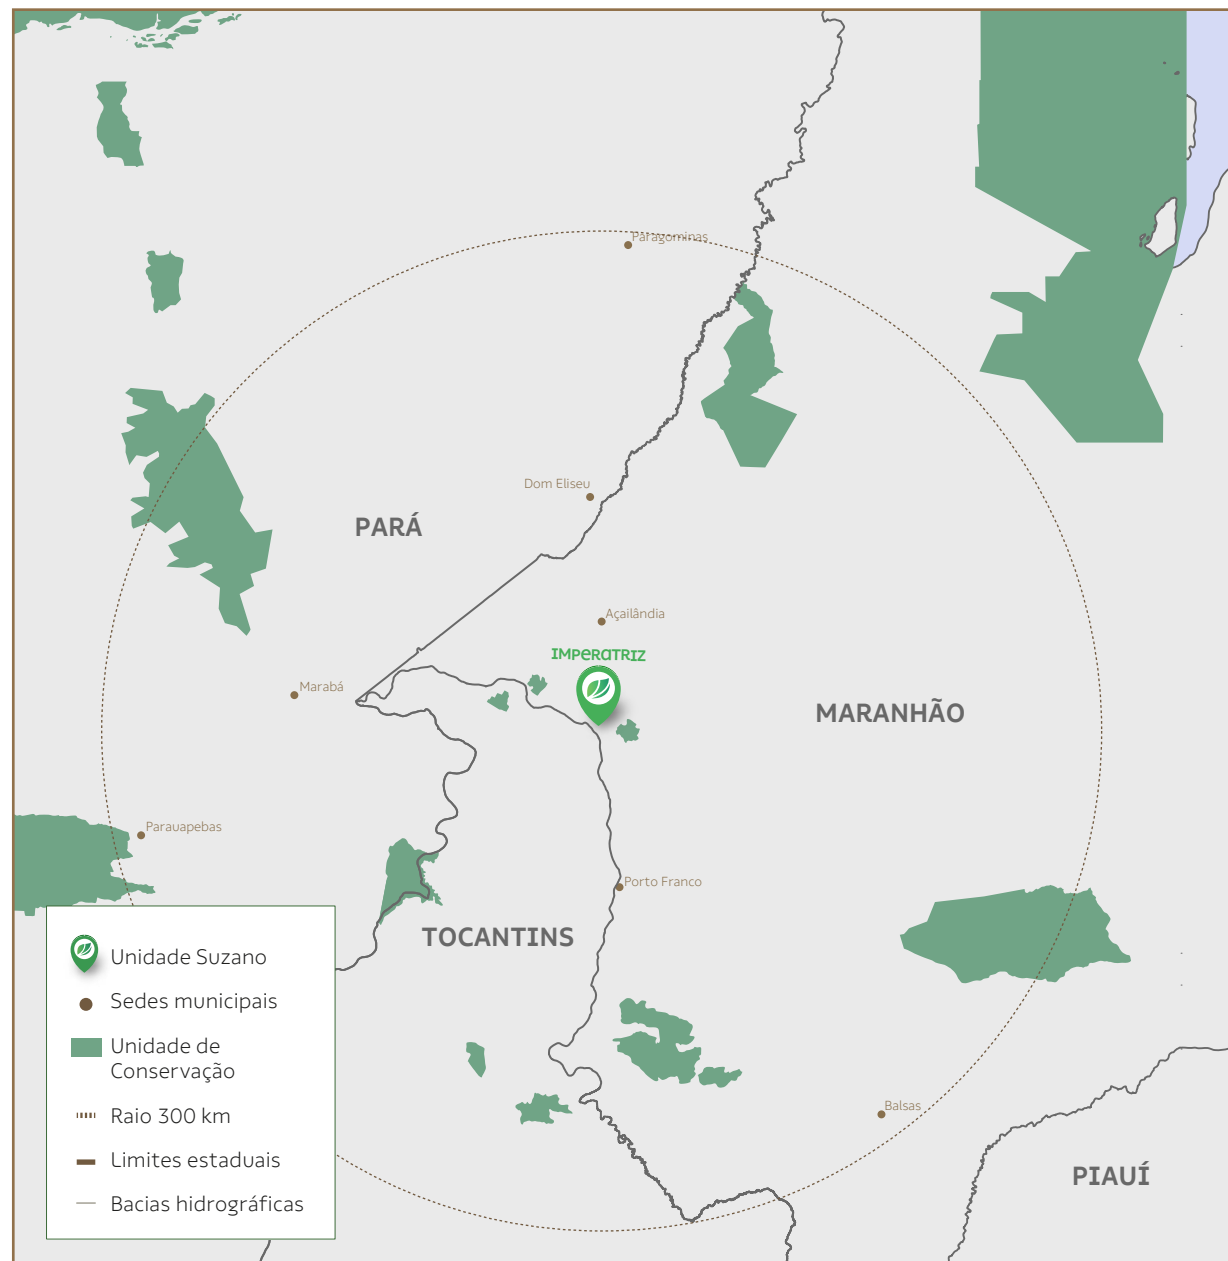 Paragominas
Dom Eliseu
PARÁ
Açailândia
IMPERATRIZ
Marabá
MARANHÃO
Parauapebas
Porto Franco
TOCANTINS
Balsas
PIAUÍ
Unidade Suzano
Sedes municipais
Unidade de
Conservação
Raio 300 km
Limites estaduais
Bacias hidrográficas